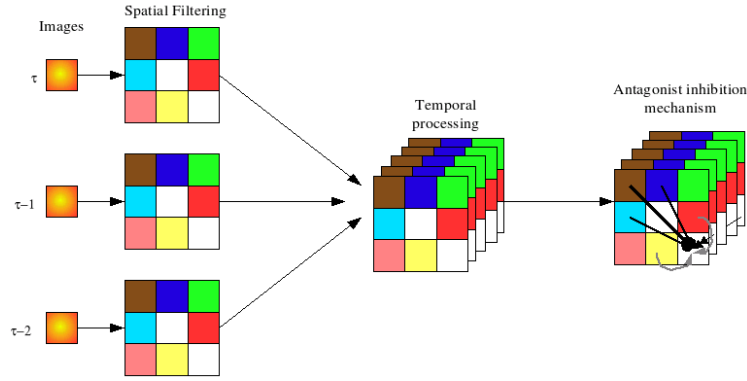 Images
Spatial Filtering
τ
Temporal
processing
Antagonist inhibition
mechanism
τ−1
τ−2